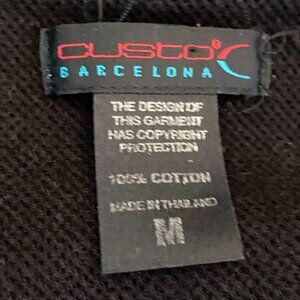 custo
BARCELONA
THE DESIGN OF
THIS GARMENT
HAS COPYRIGHT
PROTECTION
100% COTTON
MADE IN THAILAND
M